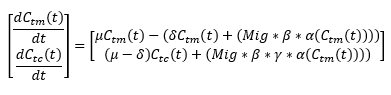 [dC_tm(t)/dt] = [μC_tm(t) − (δC_tm(t) + (Mig ∗ β ∗ α(C_tm(t))))]
[dC_tc(t)/dt] = [(μ − δ)C_tc(t) + (Mig ∗ β ∗ γ ∗ α(C_tm(t))))]